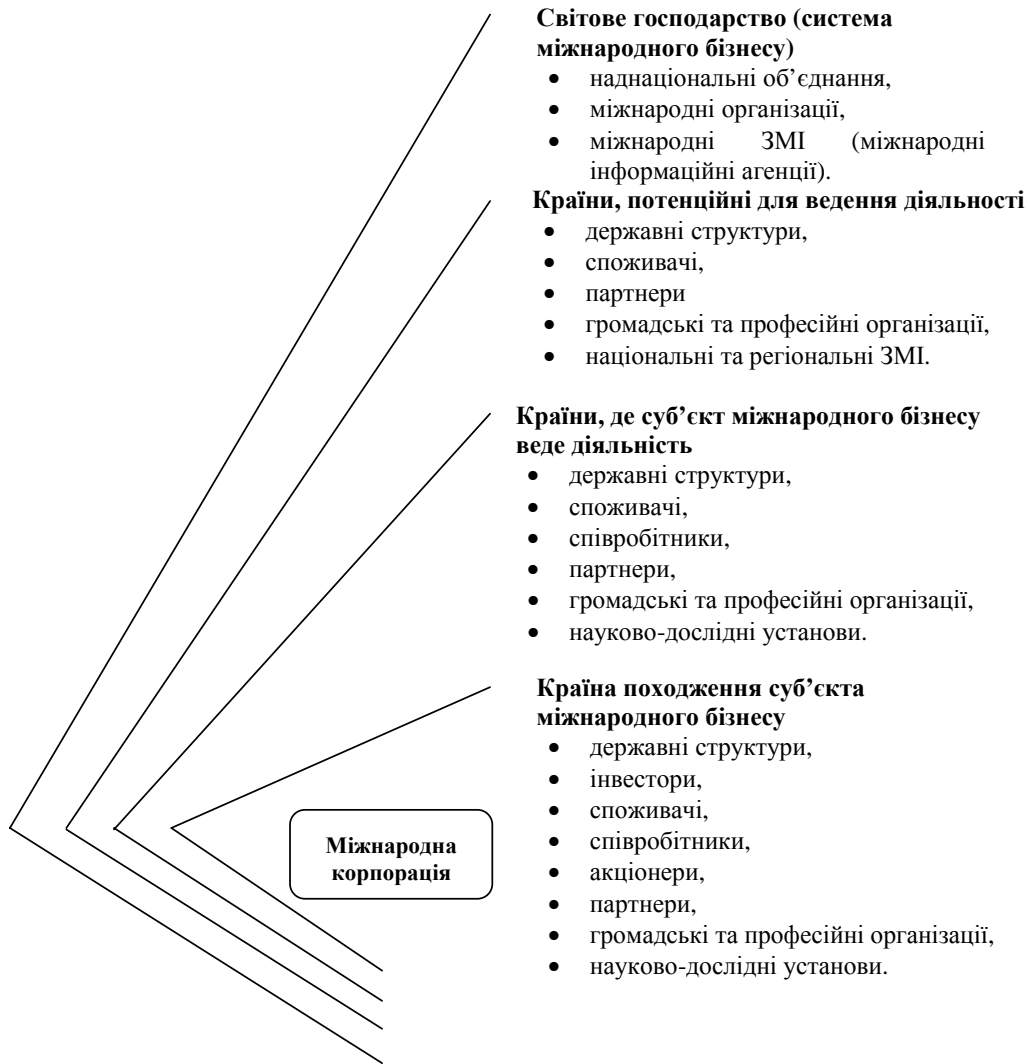 Світове господарство (система
міжнародного бізнесу)
• наднаціональні об’єднання,
• міжнародні організації,
• міжнародні ЗМІ (міжнародні
інформаційні агенції).
Країни, потенційні для ведення діяльності
• державні структури,
• споживачі,
• партнери
• громадські та професійні організації,
• національні та регіональні ЗМІ.
Країни, де суб’єкт міжнародного бізнесу
веде діяльність
• державні структури,
• споживачі,
• співробітники,
• партнери,
• громадські та професійні організації,
• науково-дослідні установи.
Країна походження суб’єкта
міжнародного бізнесу
• державні структури,
• інвестори,
• споживачі,
• співробітники,
• акціонери,
• партнери,
• громадські та професійні організації,
• науково-дослідні установи.
Міжнародна
корпорація